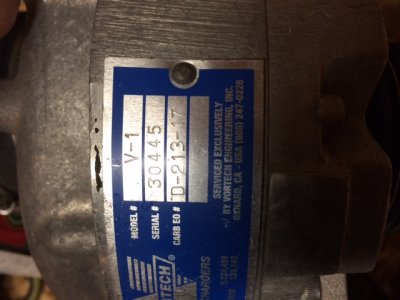 MODEL # V-1
SERIAL # 30445
CARB EO # D-213-17
SERVICED EXCLUSIVELY
BY VORTECH ENGINEERING, INC.
OXNARD, CA - USA (805) 247-0226